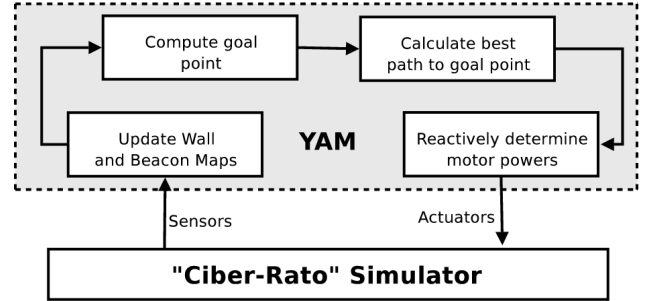 Compute goal
point
Calculate best
path to goal point
Update Wall
and Beacon Maps
YAM
Reactively determine
motor powers
Sensors
Actuators
"Ciber-Rato" Simulator